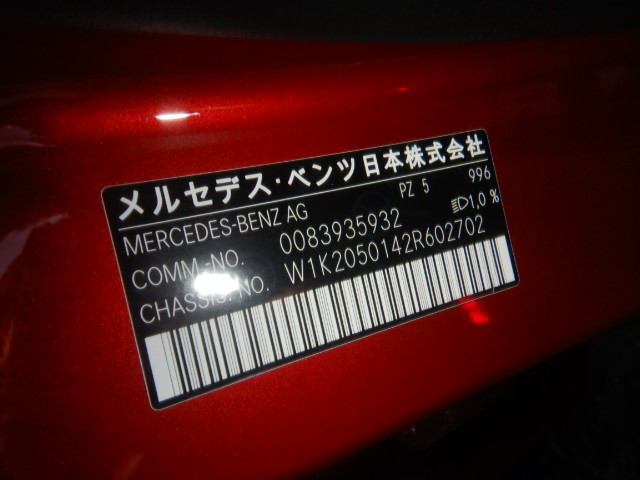 メルセデス・ベンツ日本株式会社
MERCEDES-BENZ AG PZ 5 996
COMM.-NO. 0083935932 1,0 %
CHASSIS.-NO. W1K2050142R602702